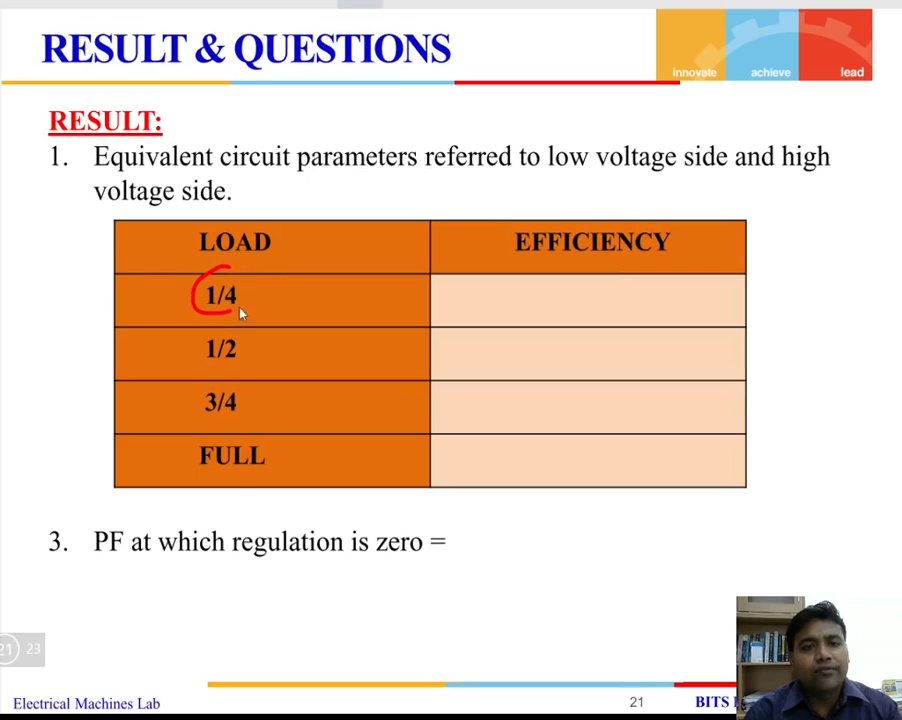 RESULT & QUESTIONS
innovate achieve lead
RESULT:
1. Equivalent circuit parameters referred to low voltage side and high
voltage side.
LOAD EFFICIENCY
1/4
1/2
3/4
FULL
3. PF at which regulation is zero =
21 23
Electrical Machines Lab 21 BITS